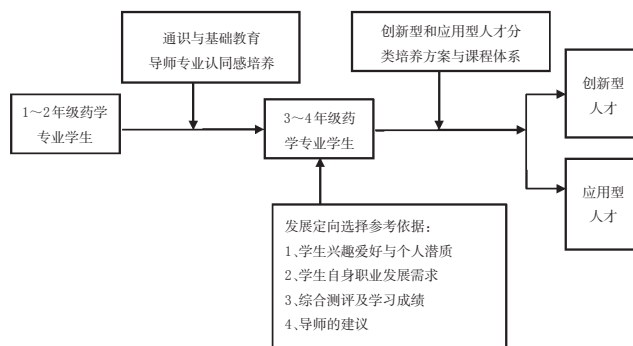 通识与基础教育
导师专业认同感培养
创新型和应用型人才分
类培养方案与课程体系
创新型
人才
1～2年级药学
专业学生
3～4年级药
学专业学生
应用型
人才
发展定向选择参考依据：
1、学生兴趣爱好与个人潜质
2、学生自身职业发展需求
3、综合测评及学习成绩
4、导师的建议